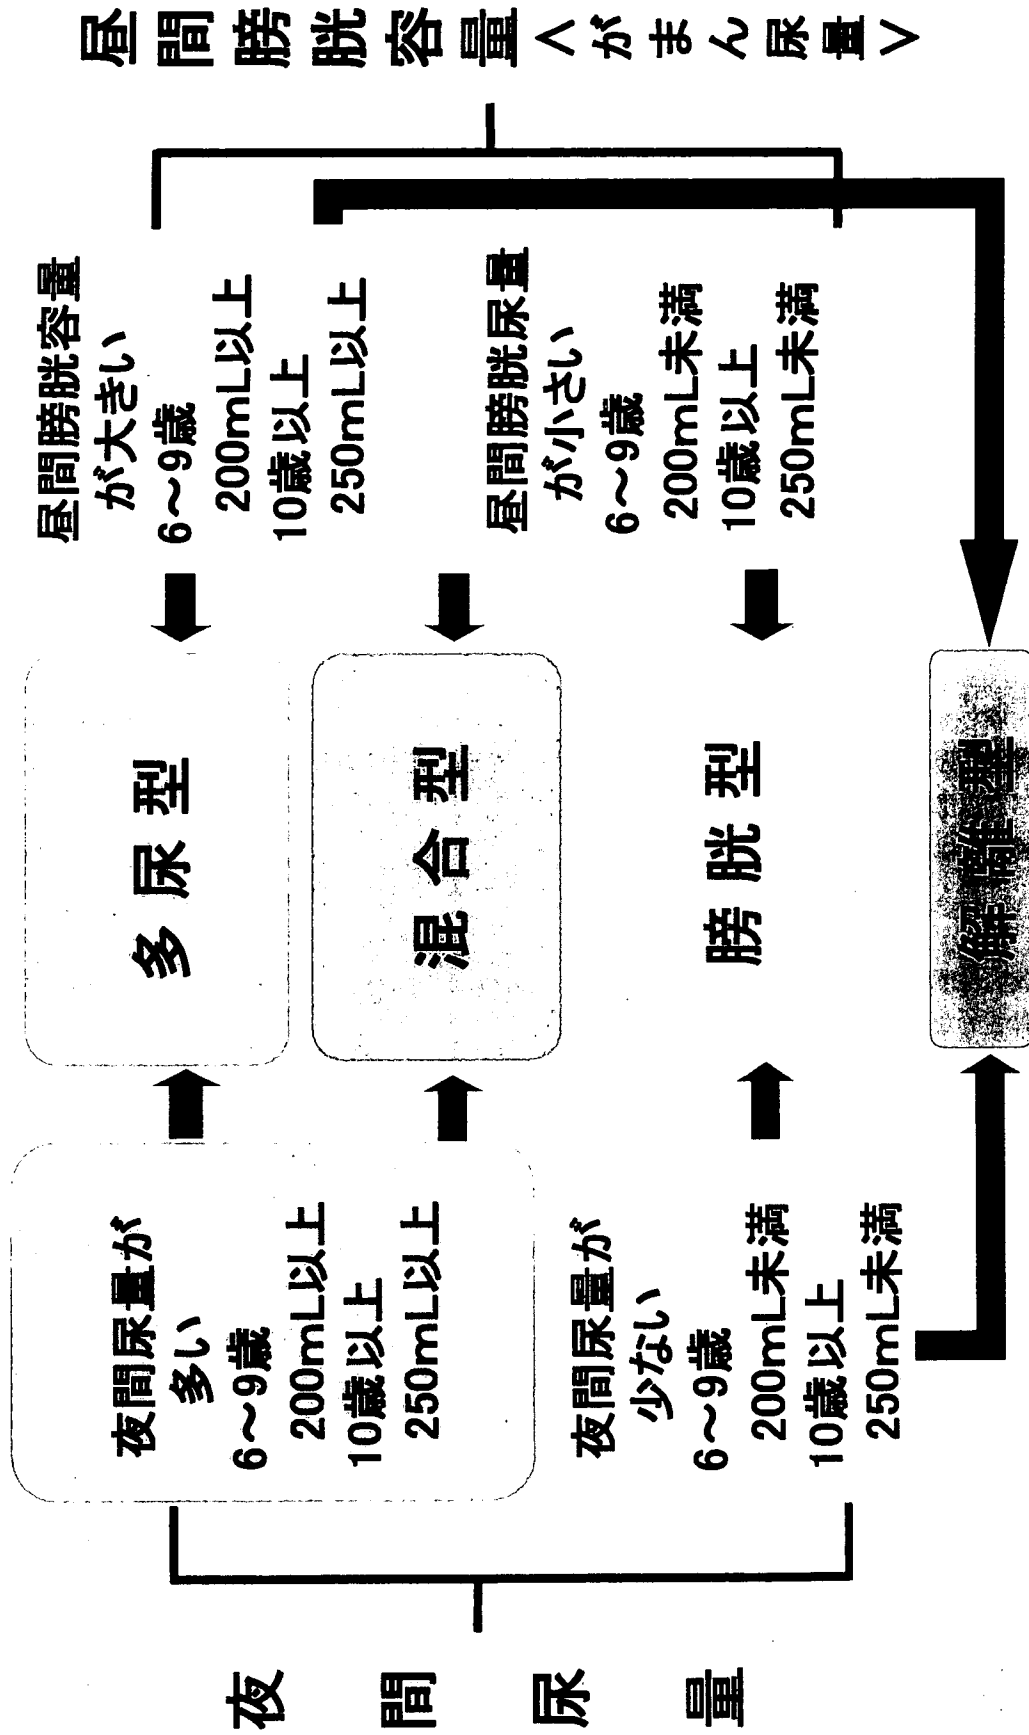 夜間尿量
夜間尿量が
多い
6～9歳
200mL以上
10歳以上
250mL以上
夜間尿量が
少ない
6～9歳
200mL未満
10歳以上
250mL未満
多尿型
混合型
膀胱型
解離型
昼間膀胱容量
が大きい
6～9歳
200mL以上
10歳以上
250mL以上
昼間膀胱尿量
が小さい
6～9歳
200mL未満
10歳以上
250mL未満
昼間膀胱容量＜がまん尿量＞